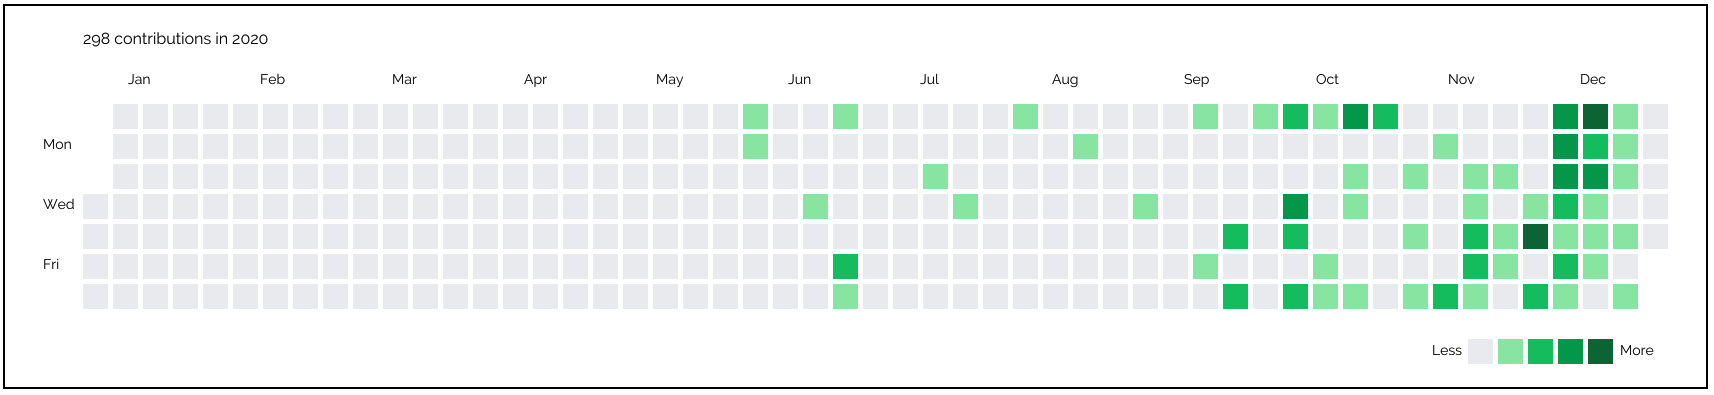 298 contributions in 2020
Jan Feb Mar Apr May Jun Jul Aug Sep Oct Nov Dec
Mon
Wed
Fri
Less More